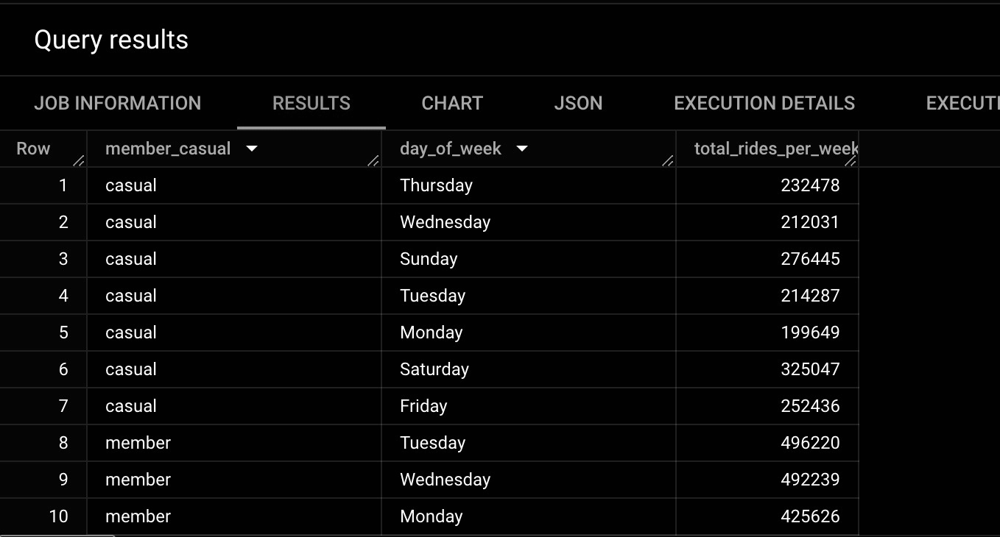 Query results
JOB INFORMATION RESULTS CHART JSON EXECUTION DETAILS EXECUTI
Row member_casual day_of_week total_rides_per_week
1 casual Thursday 232478
2 casual Wednesday 212031
3 casual Sunday 276445
4 casual Tuesday 214287
5 casual Monday 199649
6 casual Saturday 325047
7 casual Friday 252436
8 member Tuesday 496220
9 member Wednesday 492239
10 member Monday 425626